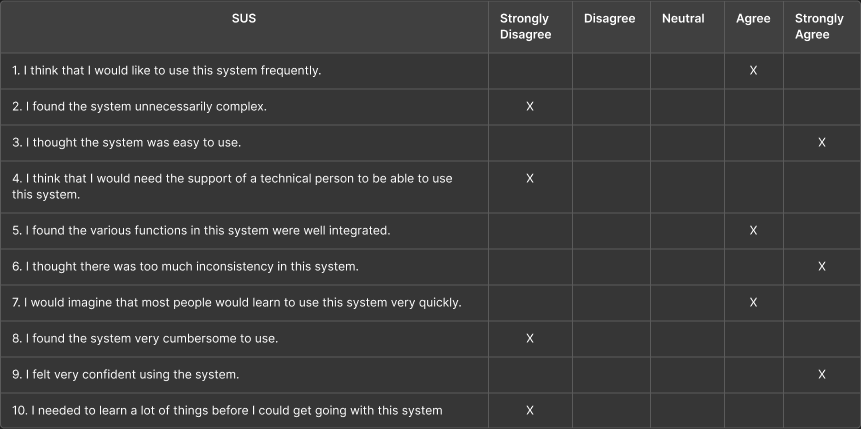 SUS Strongly Disagree Disagree Neutral Agree Strongly Agree
1. I think that I would like to use this system frequently. X
2. I found the system unnecessarily complex. X
3. I thought the system was easy to use. X
4. I think that I would need the support of a technical person to be able to use
this system. X
5. I found the various functions in this system were well integrated. X
6. I thought there was too much inconsistency in this system. X
7. I would imagine that most people would learn to use this system very quickly. X
8. I found the system very cumbersome to use. X
9. I felt very confident using the system. X
10. I needed to learn a lot of things before I could get going with this system X